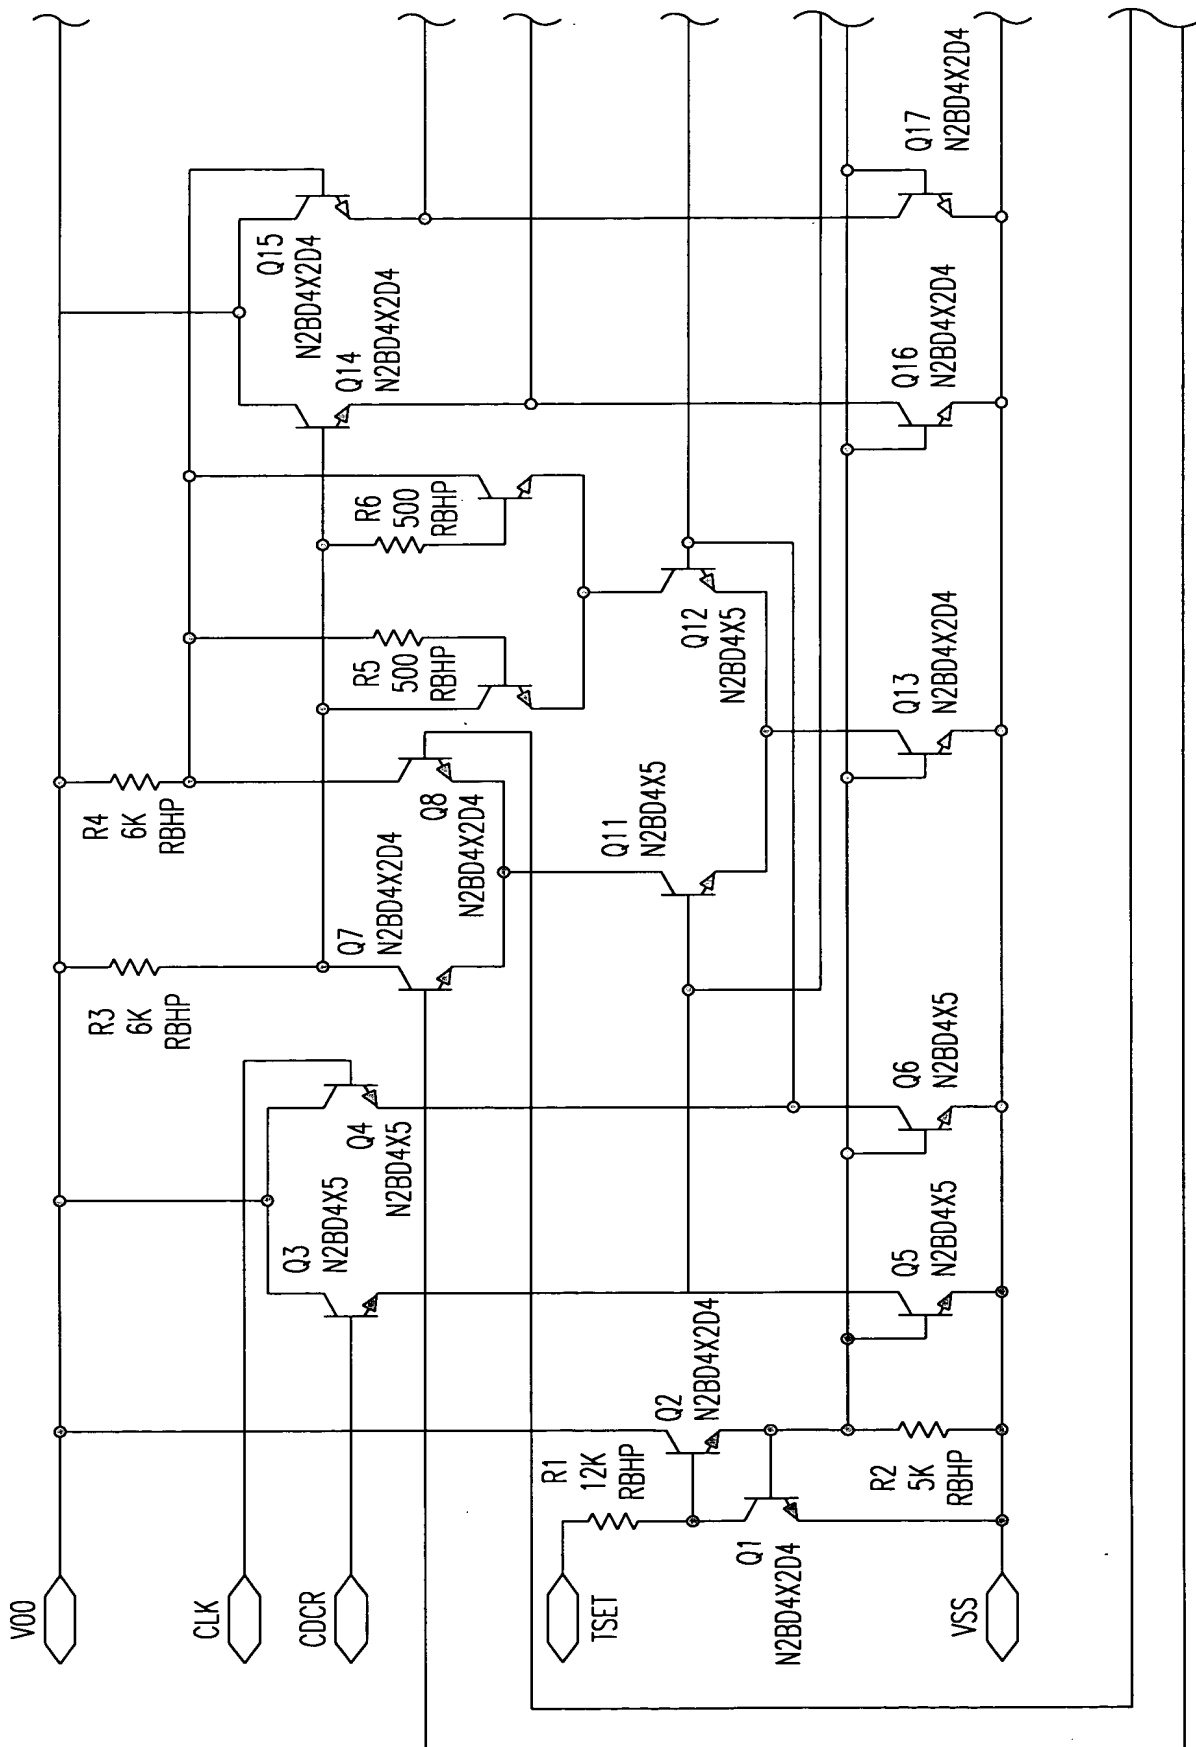 V00
CLK
CDCR
TSET
VSS
R1
12K
RBHP
Q1
N2BD4X2D4
Q2
N2BD4X2D4
R2
5K
RBHP
Q3
N2BD4X5
Q4
N2BD4X5
Q5
N2BD4X5
Q6
N2BD4X5
R3
6K
RBHP
R4
6K
RBHP
Q7
N2BD4X2D4
Q8
N2BD4X2D4
R5
500
RBHP
R6
500
RBHP
Q11
N2BD4X5
Q12
N2BD4X5
Q13
N2BD4X2D4
Q14
N2BD4X2D4
Q15
N2BD4X2D4
Q16
N2BD4X2D4
Q17
N2BD4X2D4